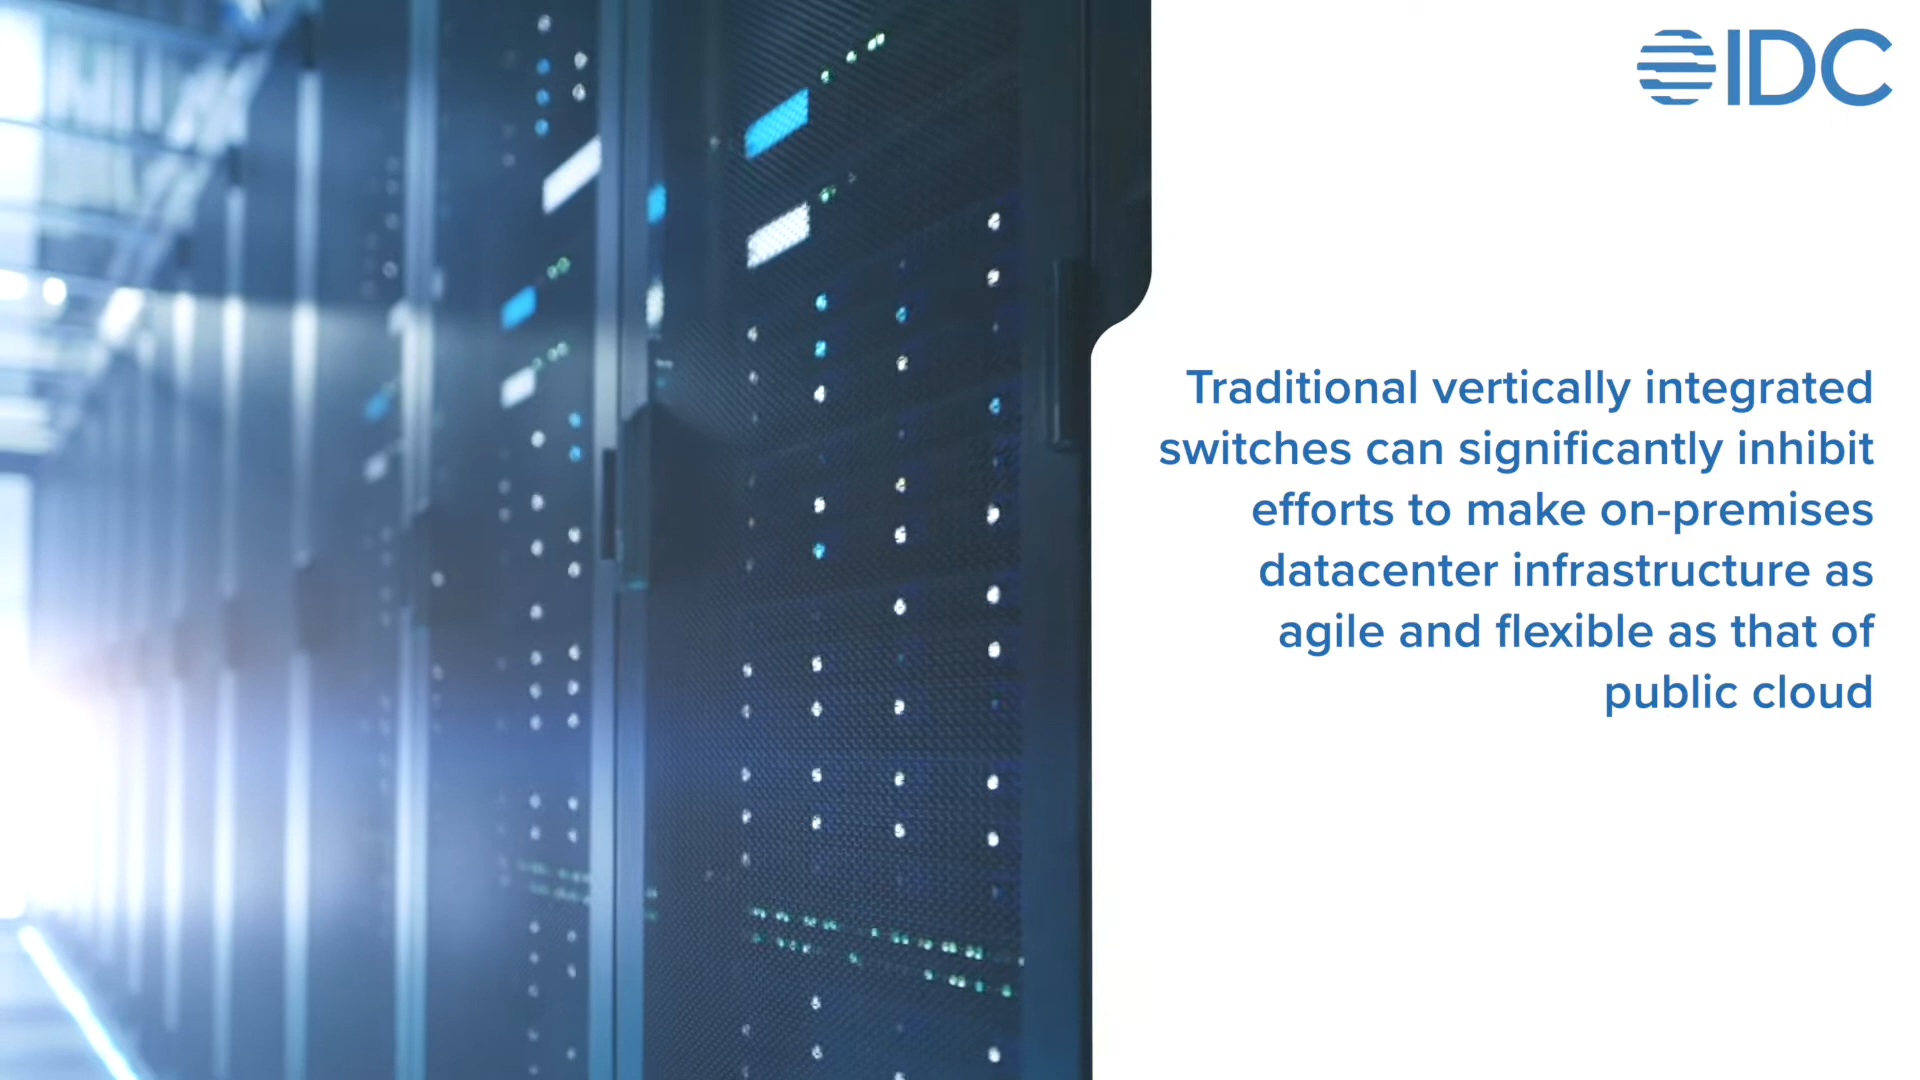 IDC
Traditional vertically integrated
switches can significantly inhibit
efforts to make on-premises
datacenter infrastructure as
agile and flexible as that of
public cloud